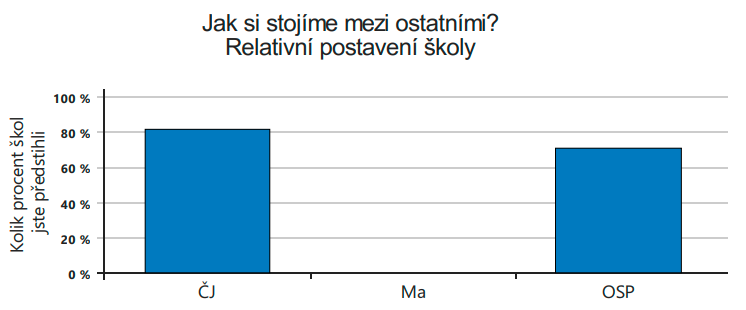 Jak si stojíme mezi ostatními?
Relativní postavení školy
Kolik procent škol
jste předstihli
100 %
80 %
60 %
40 %
20 %
0 %
ČJ
Ma
OSP